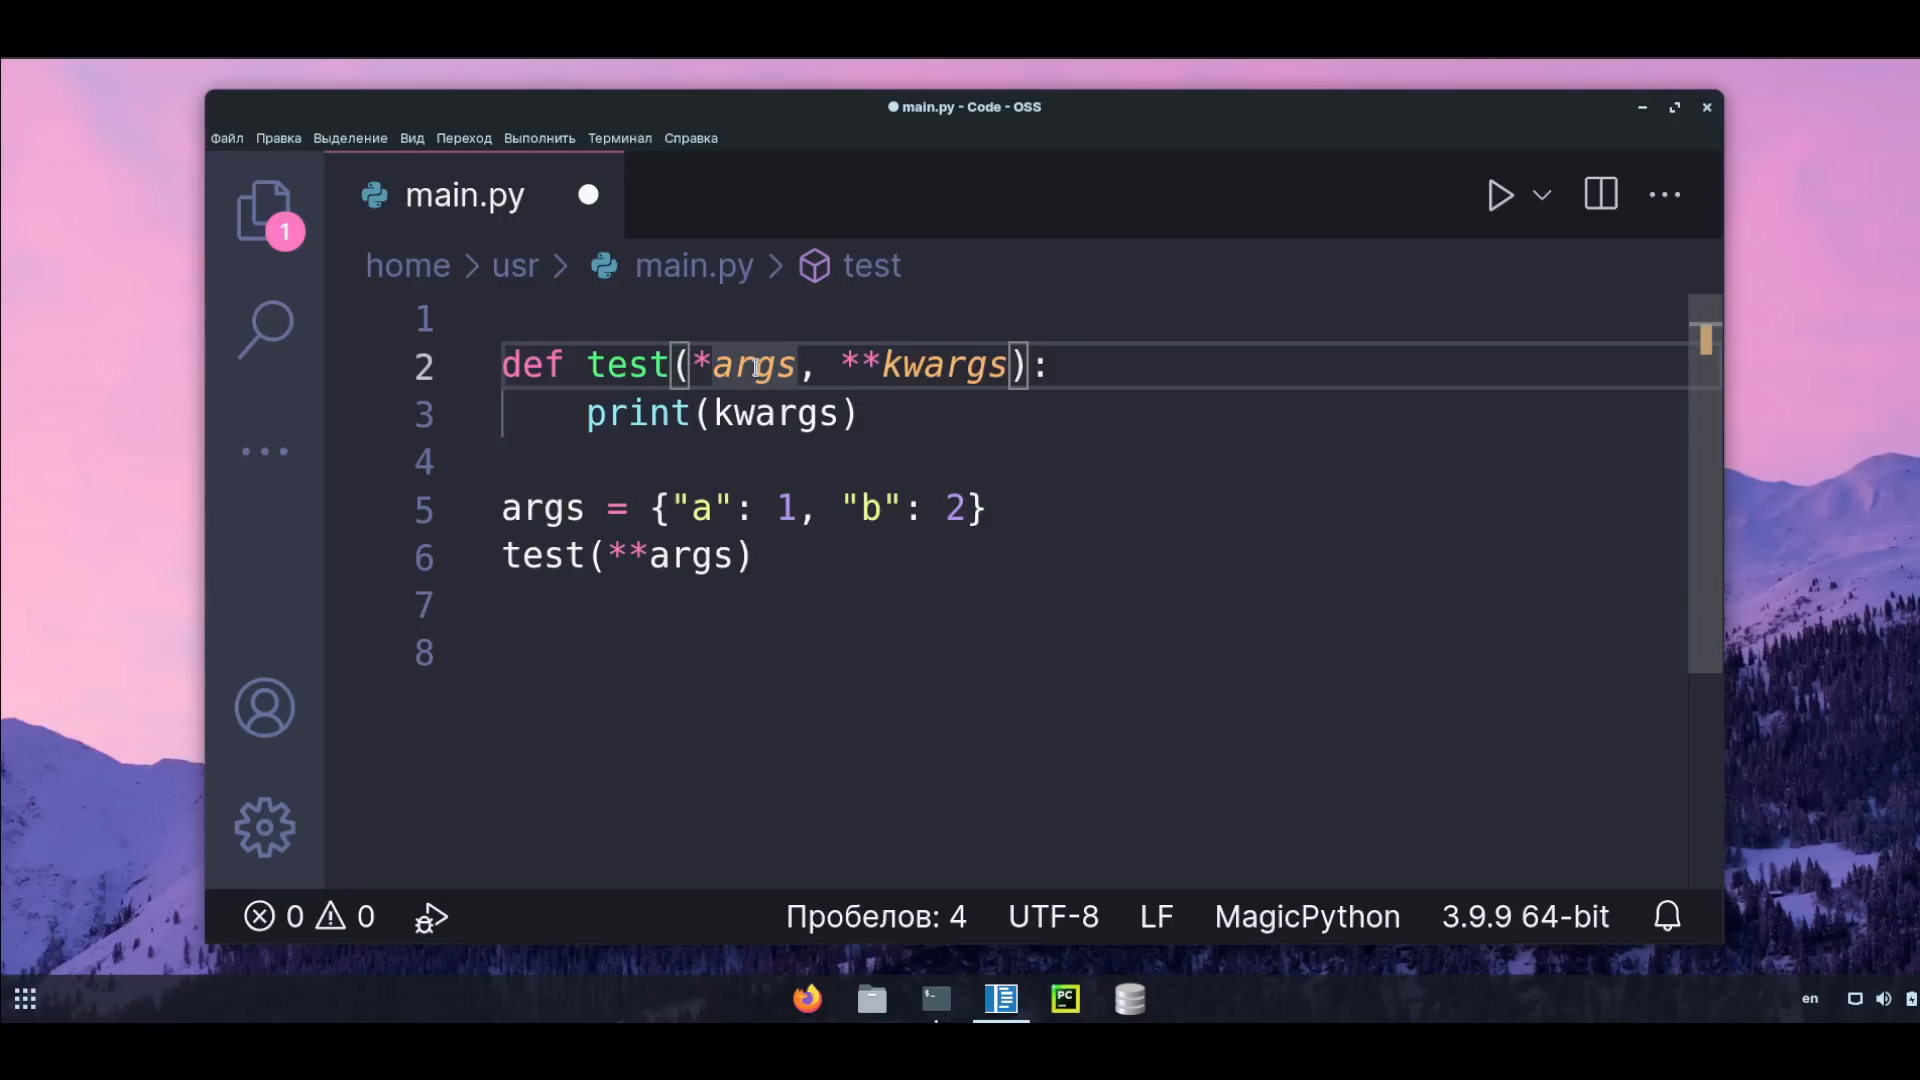 ● main.py - Code - OSS
Файл Правка Выделение Вид Переход Выполнить Терминал Справка
main.py
1
home > usr > main.py > test
1
2 def test(*args, **kwargs):
3 print(kwargs)
4
5 args = {"a": 1, "b": 2}
6 test(**args)
7
8
0 0 Пробелов: 4 UTF-8 LF MagicPython 3.9.9 64-bit
PC
en